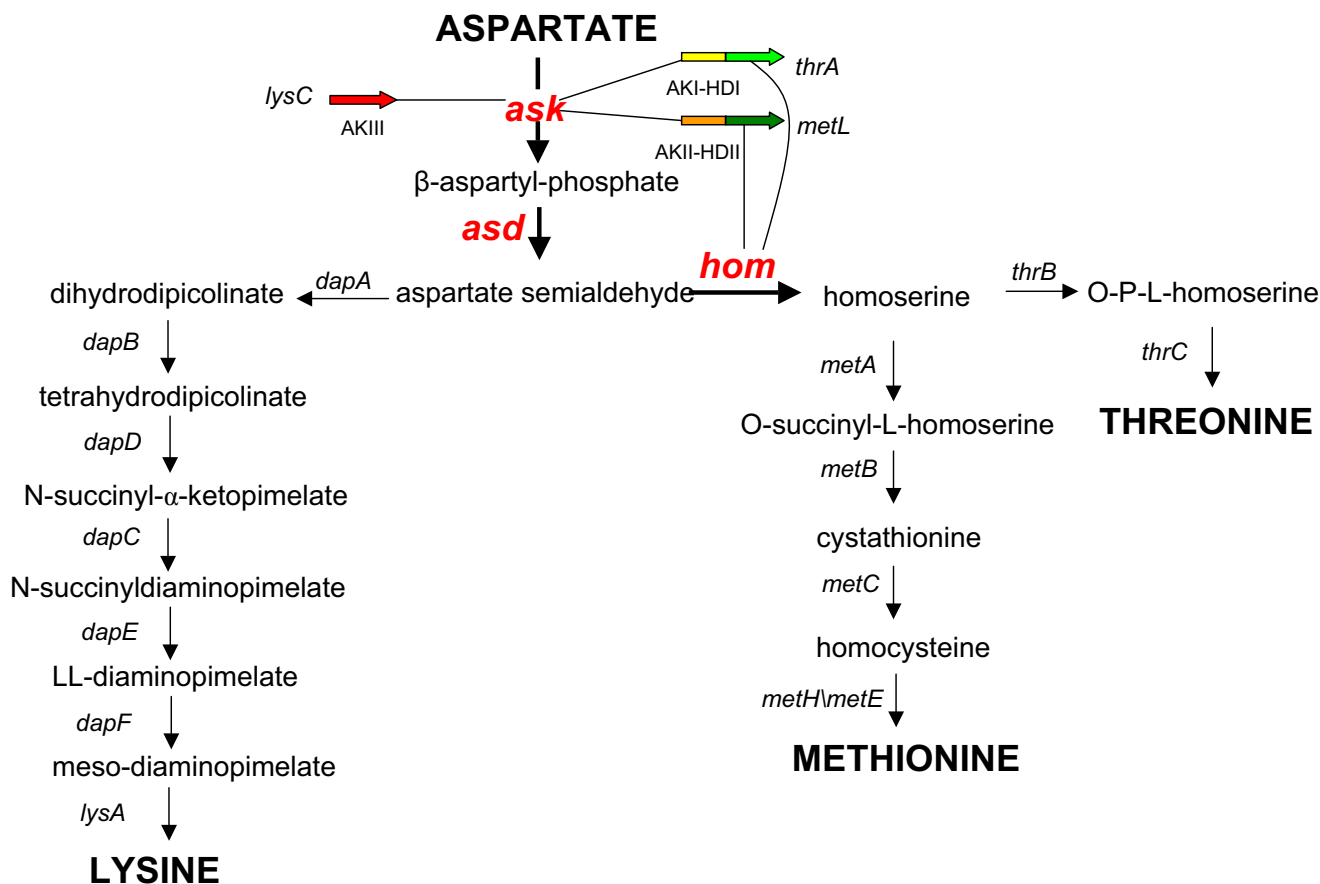 ASPARTATE
lysC
AKIII
ask
AKI-HDI
thrA
AKII-HDII
metL
β-aspartyl-phosphate
asd
hom
dihydrodipicolinate
dapA
aspartate semialdehyde
homoserine
thrB
O-P-L-homoserine
dapB
metA
thrC
tetrahydrodipicolinate
O-succinyl-L-homoserine
THREONINE
dapD
metB
N-succinyl-α-ketopimelate
dapC
cystathionine
N-succinyldiaminopimelate
metC
dapE
homocysteine
LL-diaminopimelate
metH\metE
dapF
METHIONINE
meso-diaminopimelate
lysA
LYSINE